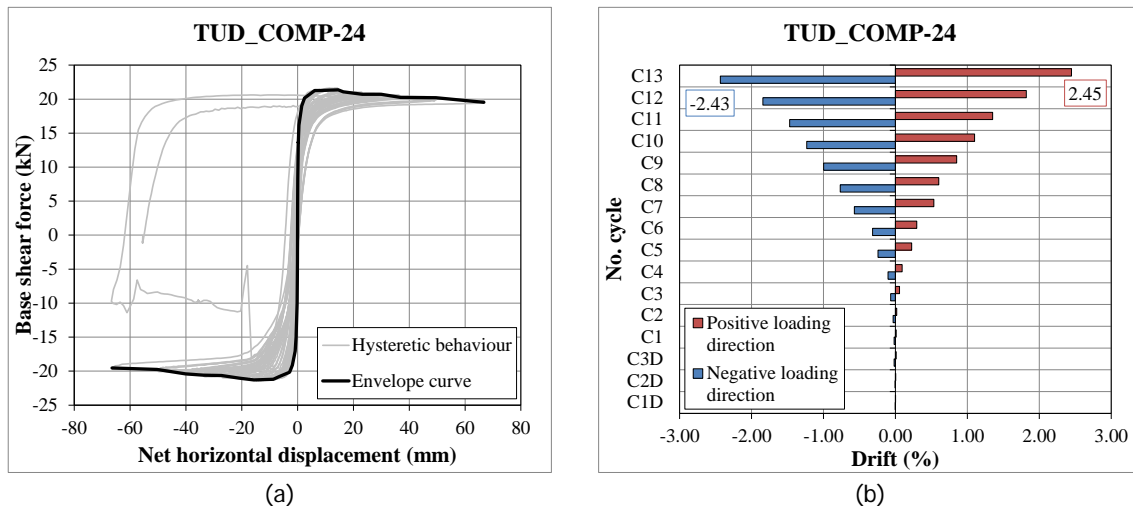 TUD_COMP-24
25
20
15
10
5
0
-5
-10
-15
-20
-25
Base shear force (kN)
Hysteretic behaviour
Envelope curve
-80 -60 -40 -20 0 20 40 60 80
Net horizontal displacement (mm)
(a)
TUD_COMP-24
No. cycle
C13
C12
C11
C10
C9
C8
C7
C6
C5
C4
C3
C2
C1
C3D
C2D
C1D
-2.43
2.45
Positive loading
direction
Negative loading
direction
-3.00 -2.00 -1.00 0.00 1.00 2.00 3.00
Drift (%)
(b)